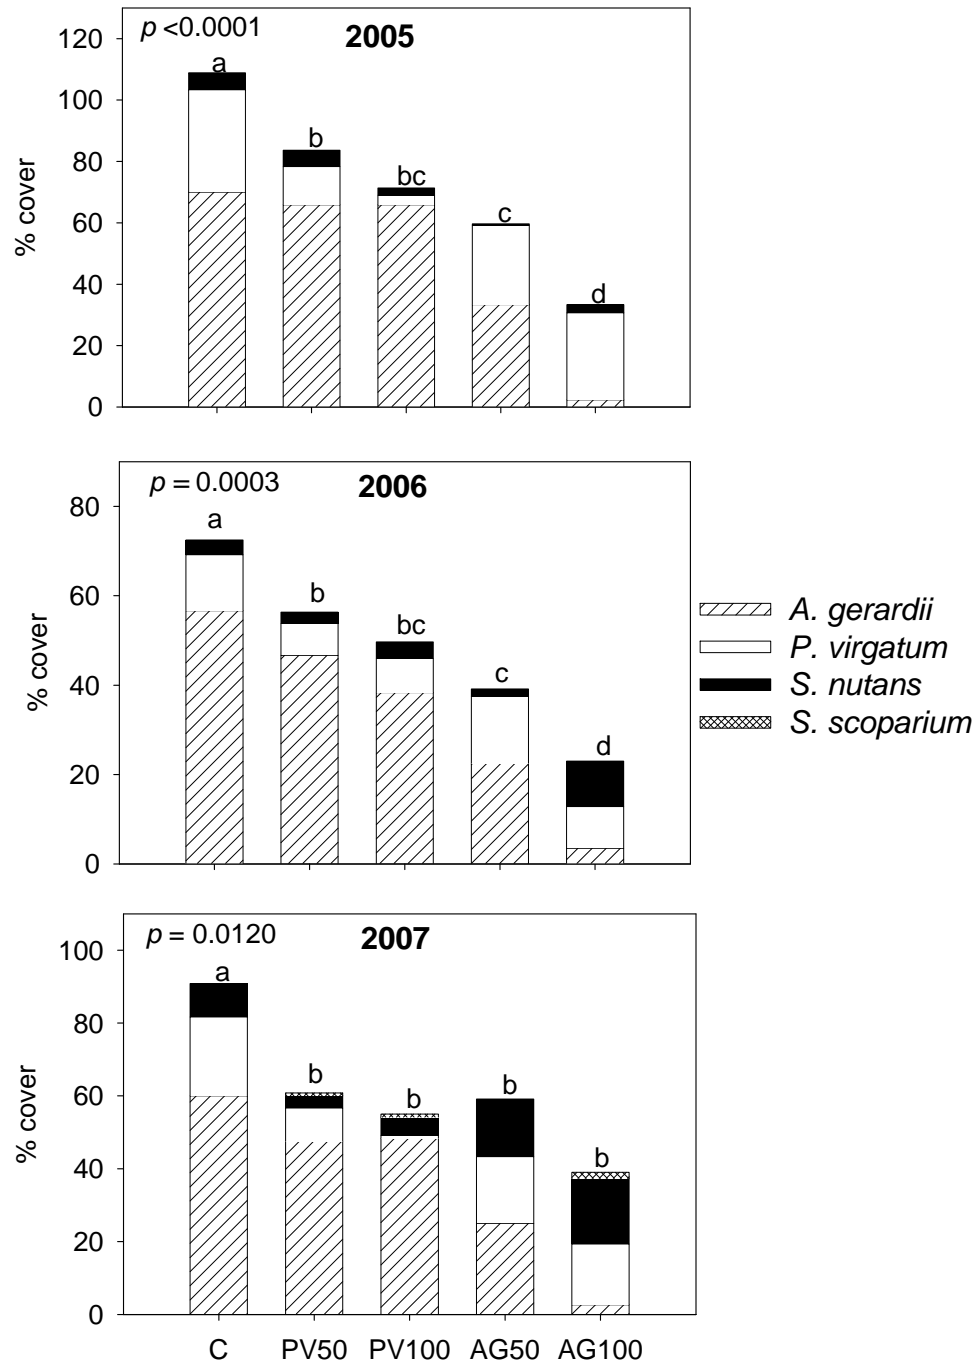 p <0.0001
2005
120
100
80
60
40
20
0
% cover
a
b
bc
c
d
p = 0.0003
2006
80
60
40
20
0
% cover
a
b
bc
c
d
A. gerardii
P. virgatum
S. nutans
S. scoparium
p = 0.0120
2007
100
80
60
40
20
0
% cover
a
b
b
b
b
C PV50 PV100 AG50 AG100